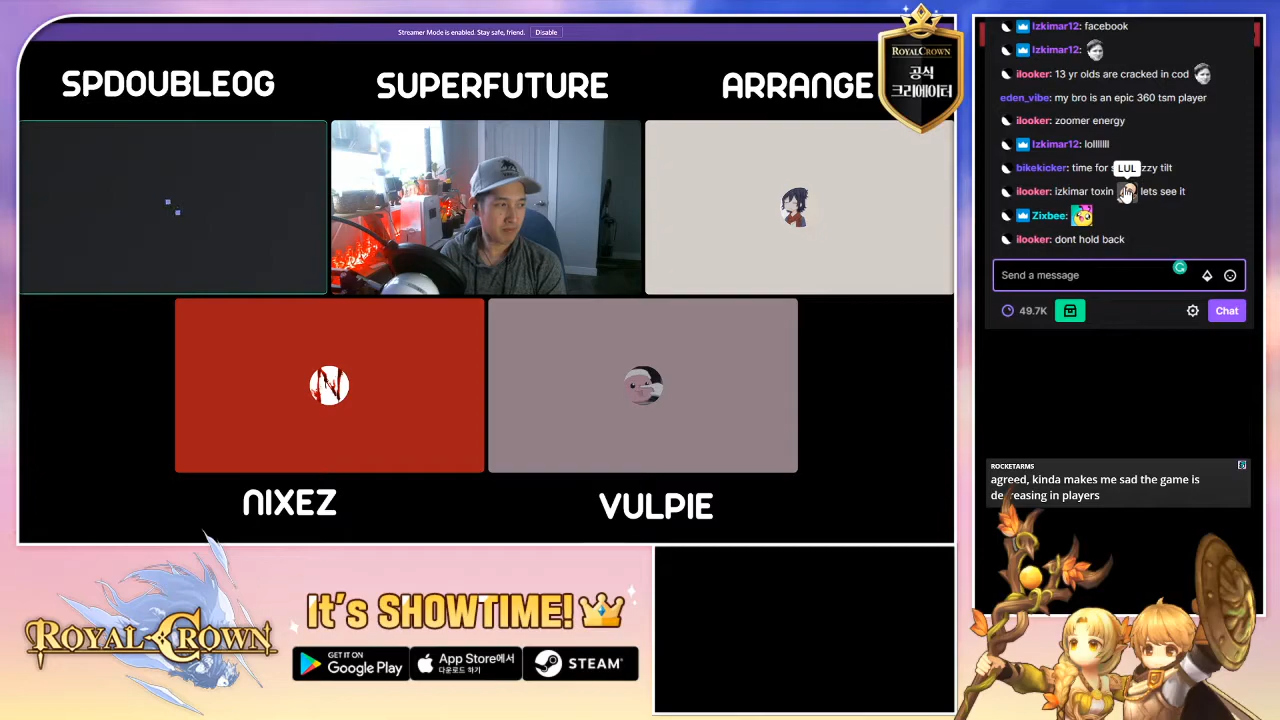 Streamer Mode is enabled. Stay safe, friend. Disable
SPDOUBLEOG
SUPERFUTURE
ARRANGE
ROYALCROWN
공식
크리에이터
NIXEZ
VULPIE
ROYAL CROWN
It's SHOWTIME!
GET IT ON
Google Play
App Store에서
다운로드 하기
STEAM
Izkimar12: facebook
Izkimar12:
ilooker: 13 yr olds are cracked in cod
eden_vibe: my bro is an epic 360 tsm player
ilooker: zoomer energy
Izkimar12: lolllllll
bikekicker: time for zzy tilt
LUL
ilooker: izkimar toxin lets see it
Zixbee:
ilooker: dont hold back
Send a message
49.7K
Chat
ROCKETARMS
agreed, kinda makes me sad the game is
decreasing in players
N